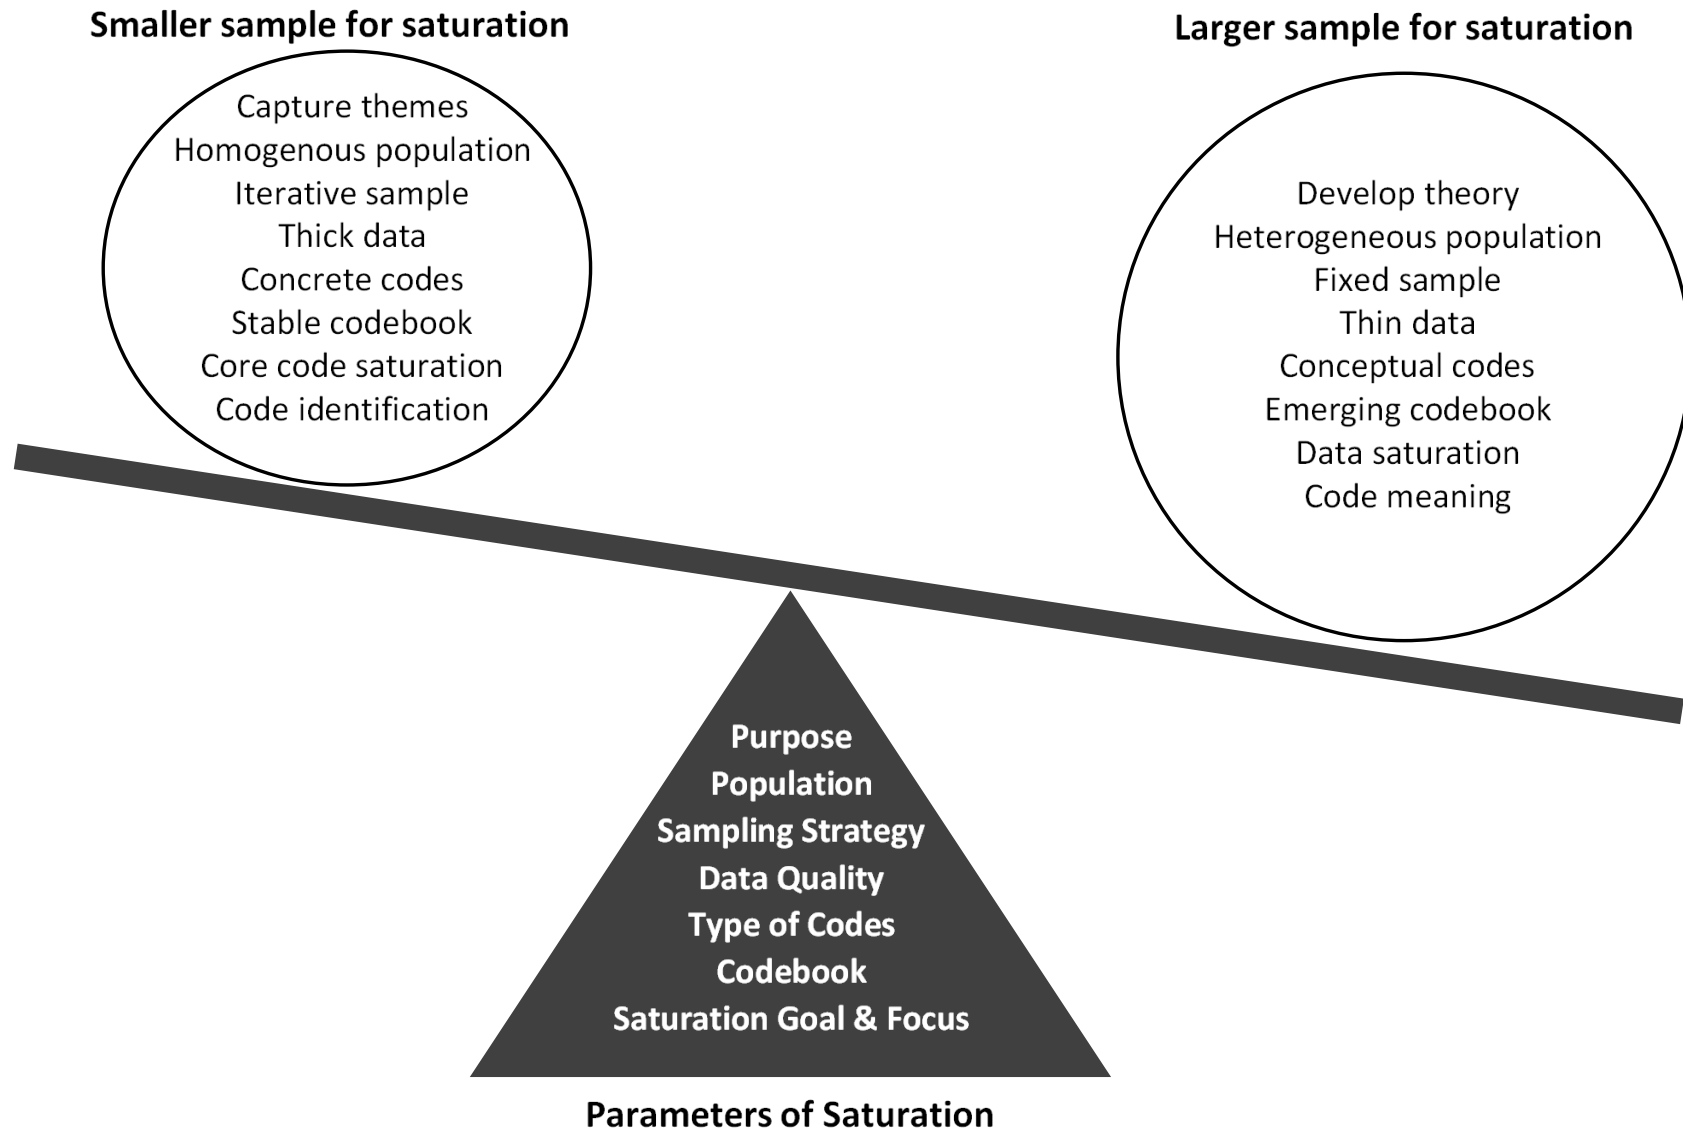 Smaller sample for saturation
Capture themes
Homogenous population
Iterative sample
Thick data
Concrete codes
Stable codebook
Core code saturation
Code identification
Larger sample for saturation
Develop theory
Heterogeneous population
Fixed sample
Thin data
Conceptual codes
Emerging codebook
Data saturation
Code meaning
Purpose
Population
Sampling Strategy
Data Quality
Type of Codes
Codebook
Saturation Goal & Focus
Parameters of Saturation